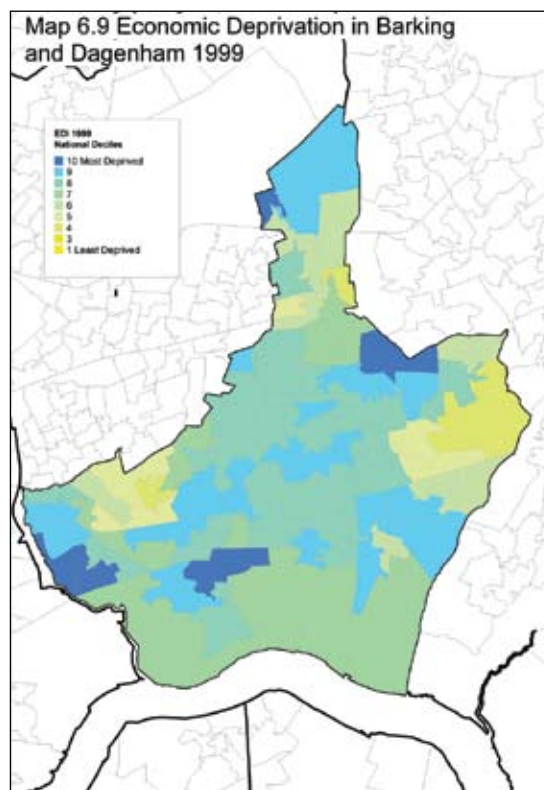 Map 6.9 Economic Deprivation in Barking
and Dagenham 1999
EDI 1999
National Deciles
10 Most Deprived
9
8
7
6
5
4
3
1 Least Deprived